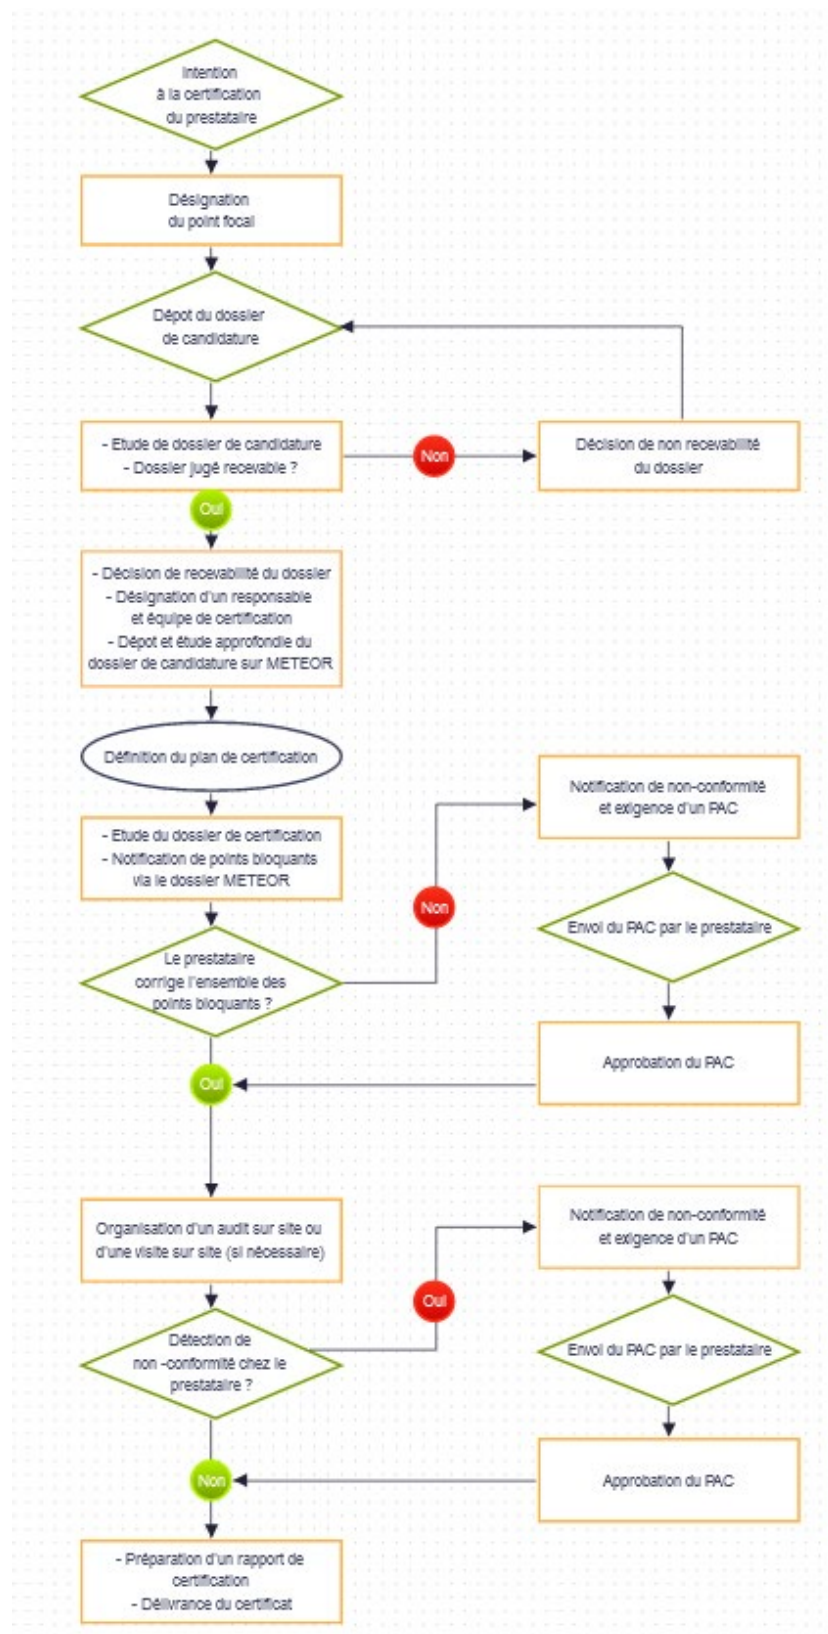 Intention
à la certification
du prestataire
Désignation
du point focal
Dépot du dossier
de candidature
- Etude de dossier de candidature
- Dossier jugé recevable ?
Non
Décision de non recevabilité
du dossier
Oui
- Décision de recevabilité du dossier
- Désignation d'un responsable
et équipe de certification
- Dépot et étude approfondie du
dossier de candidature sur METEOR
Définition du plan de certification
- Etude du dossier de certification
- Notification de points bloquants
via le dossier METEOR
Notification de non-conformité
et exigence d'un PAC
Non
Envoi du PAC par le prestataire
Le prestataire
corrige l'ensemble des
points bloquants ?
Approbation du PAC
Oui
Organisation d'un audit sur site ou
d'une visite sur site (si nécessaire)
Notification de non-conformité
et exigence d'un PAC
Oui
Détection de
non -conformité chez le
prestataire ?
Envoi du PAC par le prestataire
Non
Approbation du PAC
- Préparation d'un rapport de
certification
- Délivrance du certificat